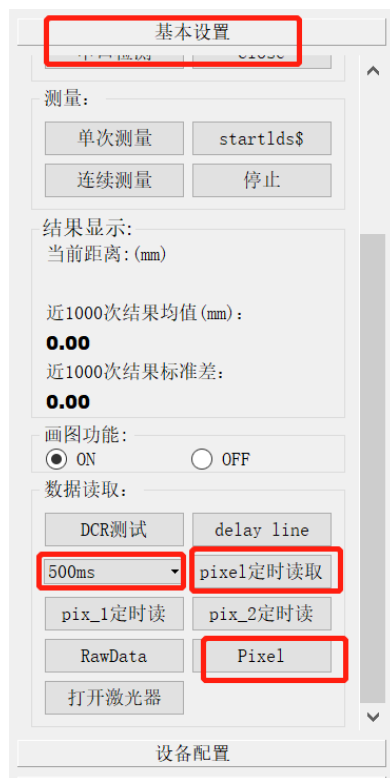 基本设置
close
测量：
单次测量 startlds$
连续测量 停止
结果显示:
当前距离:(mm)
近1000次结果均值(mm)：
0.00
近1000次结果标准差：
0.00
画图功能:
ON OFF
数据读取：
DCR测试 delay line
500ms pixel定时读取
pix_1定时读 pix_2定时读
RawData Pixel
打开激光器
设备配置